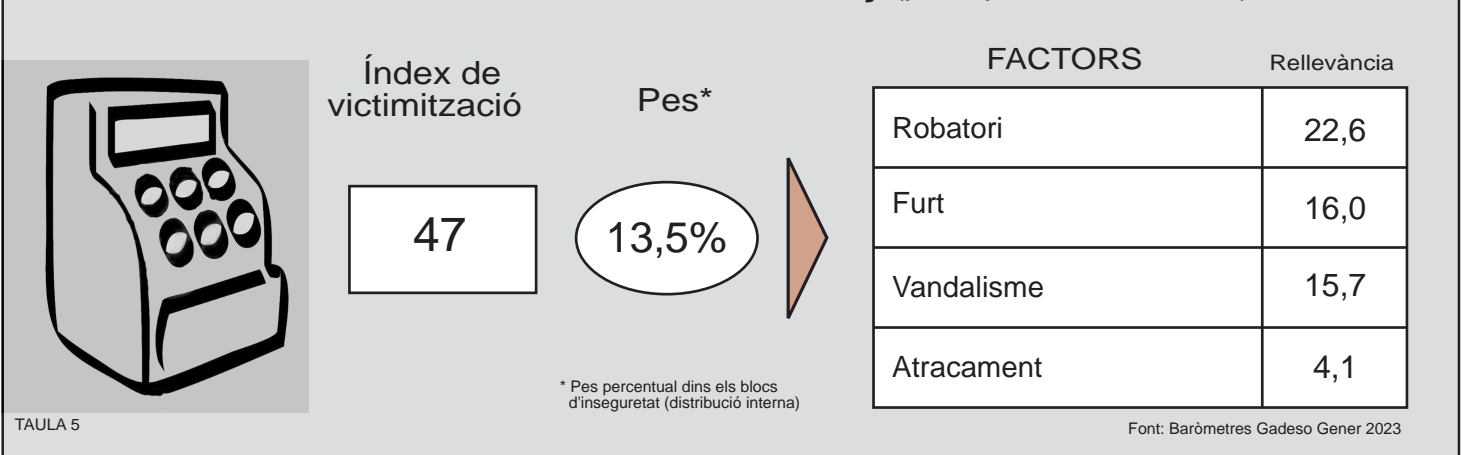 Índex de
victimització
47
Pes*
13,5%
* Pes percentual dins els blocs
d'inseguretat (distribució interna)
FACTORS Rellevància
Robatori 22,6
Furt 16,0
Vandalisme 15,7
Atracament 4,1
TAULA 5
Font: Baròmetres Gadeso Gener 2023